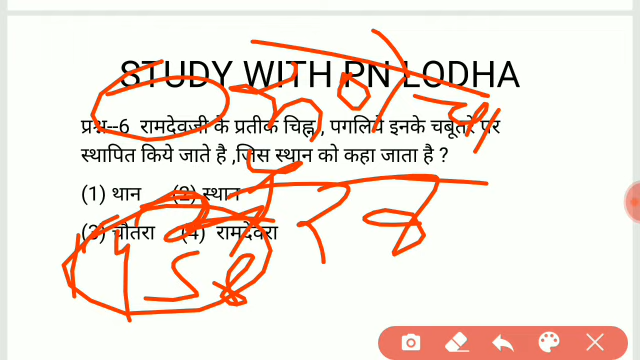 STUDY WITH PN LODHA
प्रश्न--6 रामदेवजी के प्रतीक चिह्न, पगलिये इनके चबूतरे पर
स्थापित किये जाते है ,जिस स्थान को कहा जाता है ?
(1) थान (2) स्थान
(3) चौतरा (4) रामदेवरा